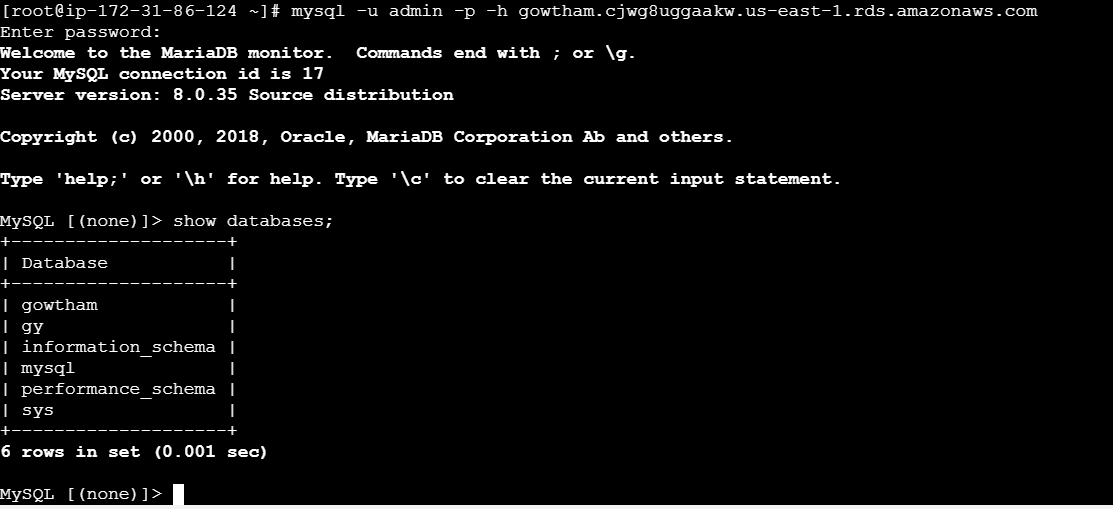 [root@ip-172-31-86-124 ~]# mysql -u admin -p -h gowtham.cjwg8uggaakw.us-east-1.rds.amazonaws.com
Enter password:
Welcome to the MariaDB monitor.  Commands end with ; or \g.
Your MySQL connection id is 17
Server version: 8.0.35 Source distribution

Copyright (c) 2000, 2018, Oracle, MariaDB Corporation Ab and others.

Type 'help;' or '\h' for help. Type '\c' to clear the current input statement.

MySQL [(none)]> show databases;
+--------------------+
| Database           |
+--------------------+
| gowtham            |
| gy                 |
| information_schema |
| mysql              |
| performance_schema |
| sys                |
+--------------------+
6 rows in set (0.001 sec)

MySQL [(none)]>